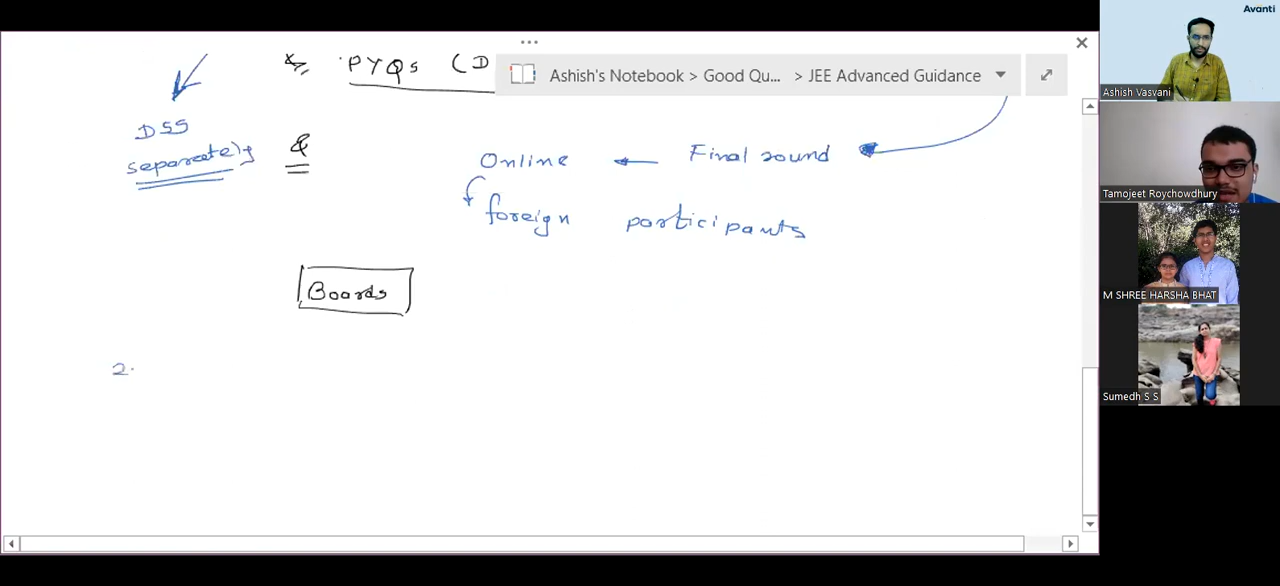 Avanti
PYQs (D
Ashish's Notebook > Good Qu... > JEE Advanced Guidance
Ashish Vasvani
DSS
separately
&
Online ← Final round
foreign participants
Tamojeet Roychowdhury
Boards
M SHREE HARSHA BHAT
2.
Sumedh S S